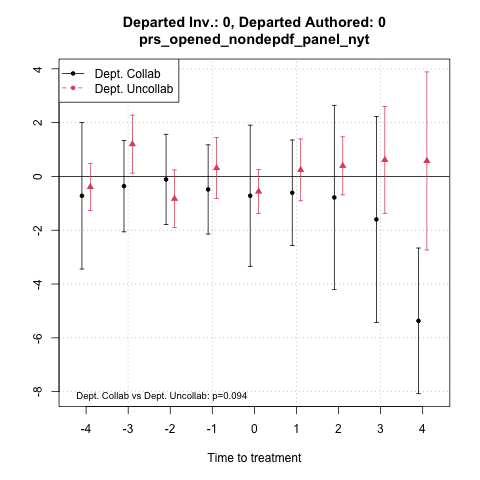 Departed Inv.: 0, Departed Authored: 0
prs_opened_nondepdf_panel_nyt
Dept. Collab
Dept. Uncollab
4
2
0
-2
-4
-6
-8
Dept. Collab vs Dept. Uncollab: p=0.094
-4 -3 -2 -1 0 1 2 3 4
Time to treatment